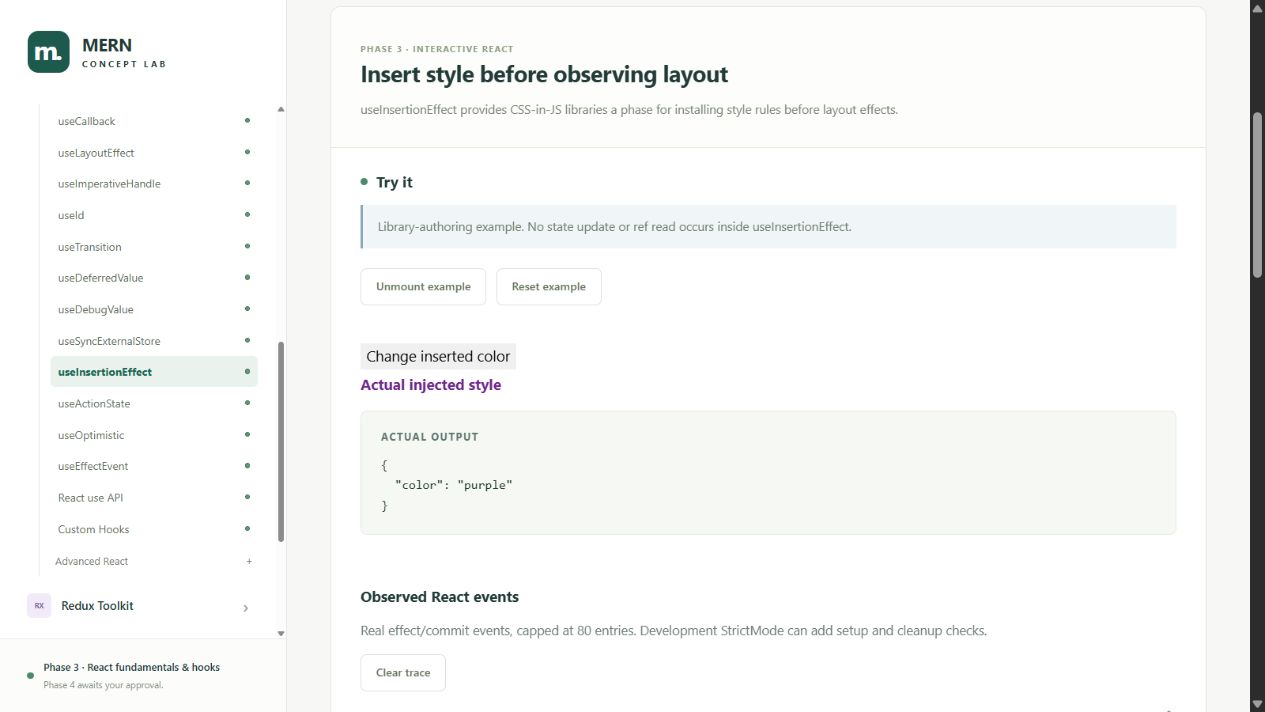 m.
MERN
CONCEPT LAB
useCallback
useLayoutEffect
useImperativeHandle
useId
useTransition
useDeferredValue
useDebugValue
useSyncExternalStore
useInsertionEffect
useActionState
useOptimistic
useEffectEvent
React use API
Custom Hooks
Advanced React +
RX Redux Toolkit ›
Phase 3 · React fundamentals & hooks
Phase 4 awaits your approval.
PHASE 3 · INTERACTIVE REACT
Insert style before observing layout
useInsertionEffect provides CSS-in-JS libraries a phase for installing style rules before layout effects.
Try it
Library-authoring example. No state update or ref read occurs inside useInsertionEffect.
Unmount example Reset example
Change inserted color
Actual injected style
ACTUAL OUTPUT
{
"color": "purple"
}
Observed React events
Real effect/commit events, capped at 80 entries. Development StrictMode can add setup and cleanup checks.
Clear trace